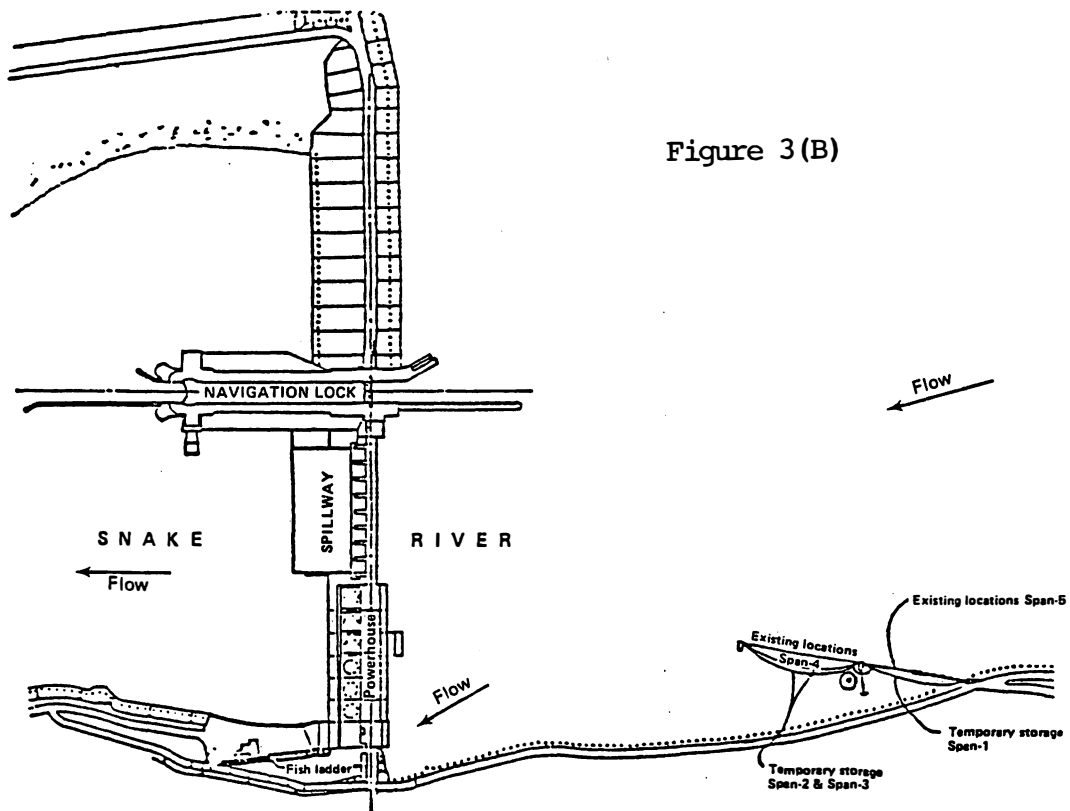 Figure 3(B)
NAVIGATION LOCK
Flow
SPILLWAY
SNAKE RIVER
Flow
Powerhouse
Flow
Fish ladder
Existing locations Span-5
Existing locations
Span-4
Temporary storage
Span-1
Temporary storage
Span-2 & Span-3